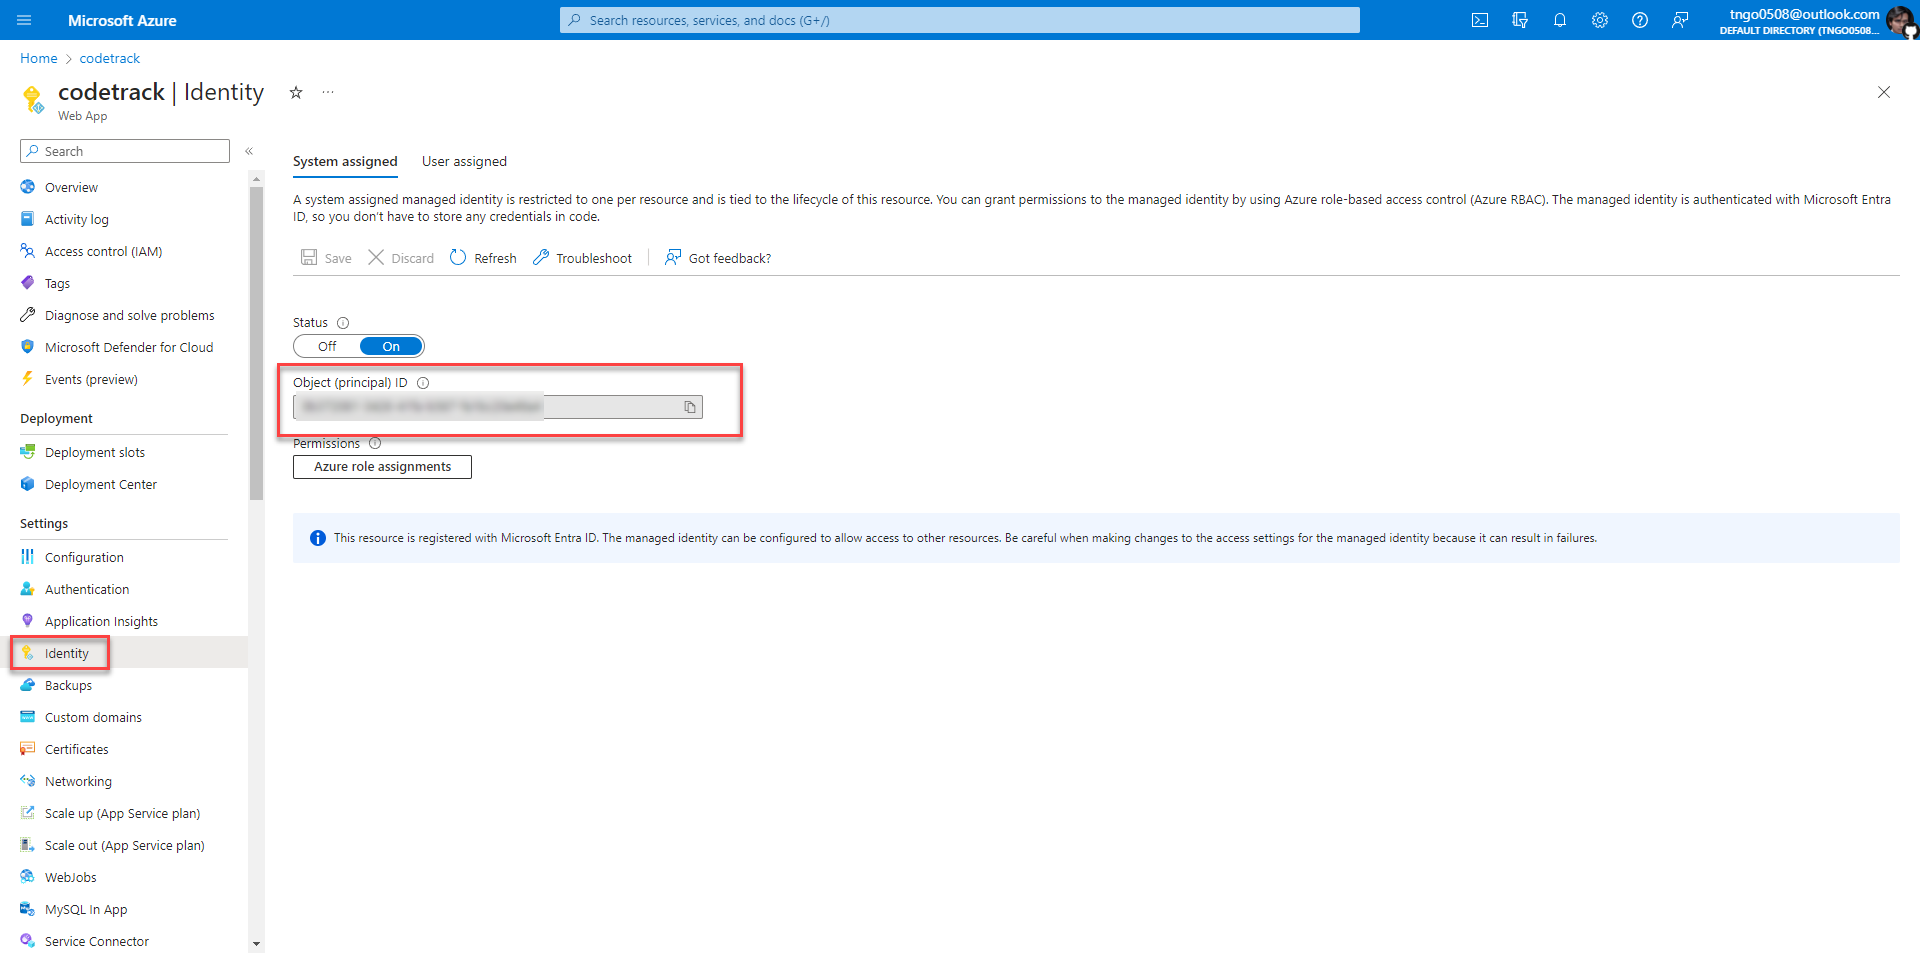 Microsoft Azure
Search resources, services, and docs (G+/)
tngo0508@outlook.com
DEFAULT DIRECTORY (TNGO0508...
Home > codetrack
codetrack | Identity
Web App
Search
Overview
Activity log
Access control (IAM)
Tags
Diagnose and solve problems
Microsoft Defender for Cloud
Events (preview)
Deployment
Deployment slots
Deployment Center
Settings
Configuration
Authentication
Application Insights
Identity
Backups
Custom domains
Certificates
Networking
Scale up (App Service plan)
Scale out (App Service plan)
WebJobs
MySQL In App
Service Connector
System assigned User assigned
A system assigned managed identity is restricted to one per resource and is tied to the lifecycle of this resource. You can grant permissions to the managed identity by using Azure role-based access control (Azure RBAC). The managed identity is authenticated with Microsoft Entra
ID, so you don't have to store any credentials in code.
Save Discard Refresh Troubleshoot Got feedback?
Status
Off On
Object (principal) ID
Permissions
Azure role assignments
This resource is registered with Microsoft Entra ID. The managed identity can be configured to allow access to other resources. Be careful when making changes to the access settings for the managed identity because it can result in failures.